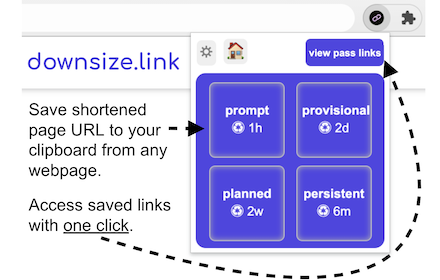 downsize.link
view pass links
Save shortened
page URL to your
clipboard from any
webpage.
Access saved links
with one click.
prompt
1h
provisional
2d
planned
2w
persistent
6m